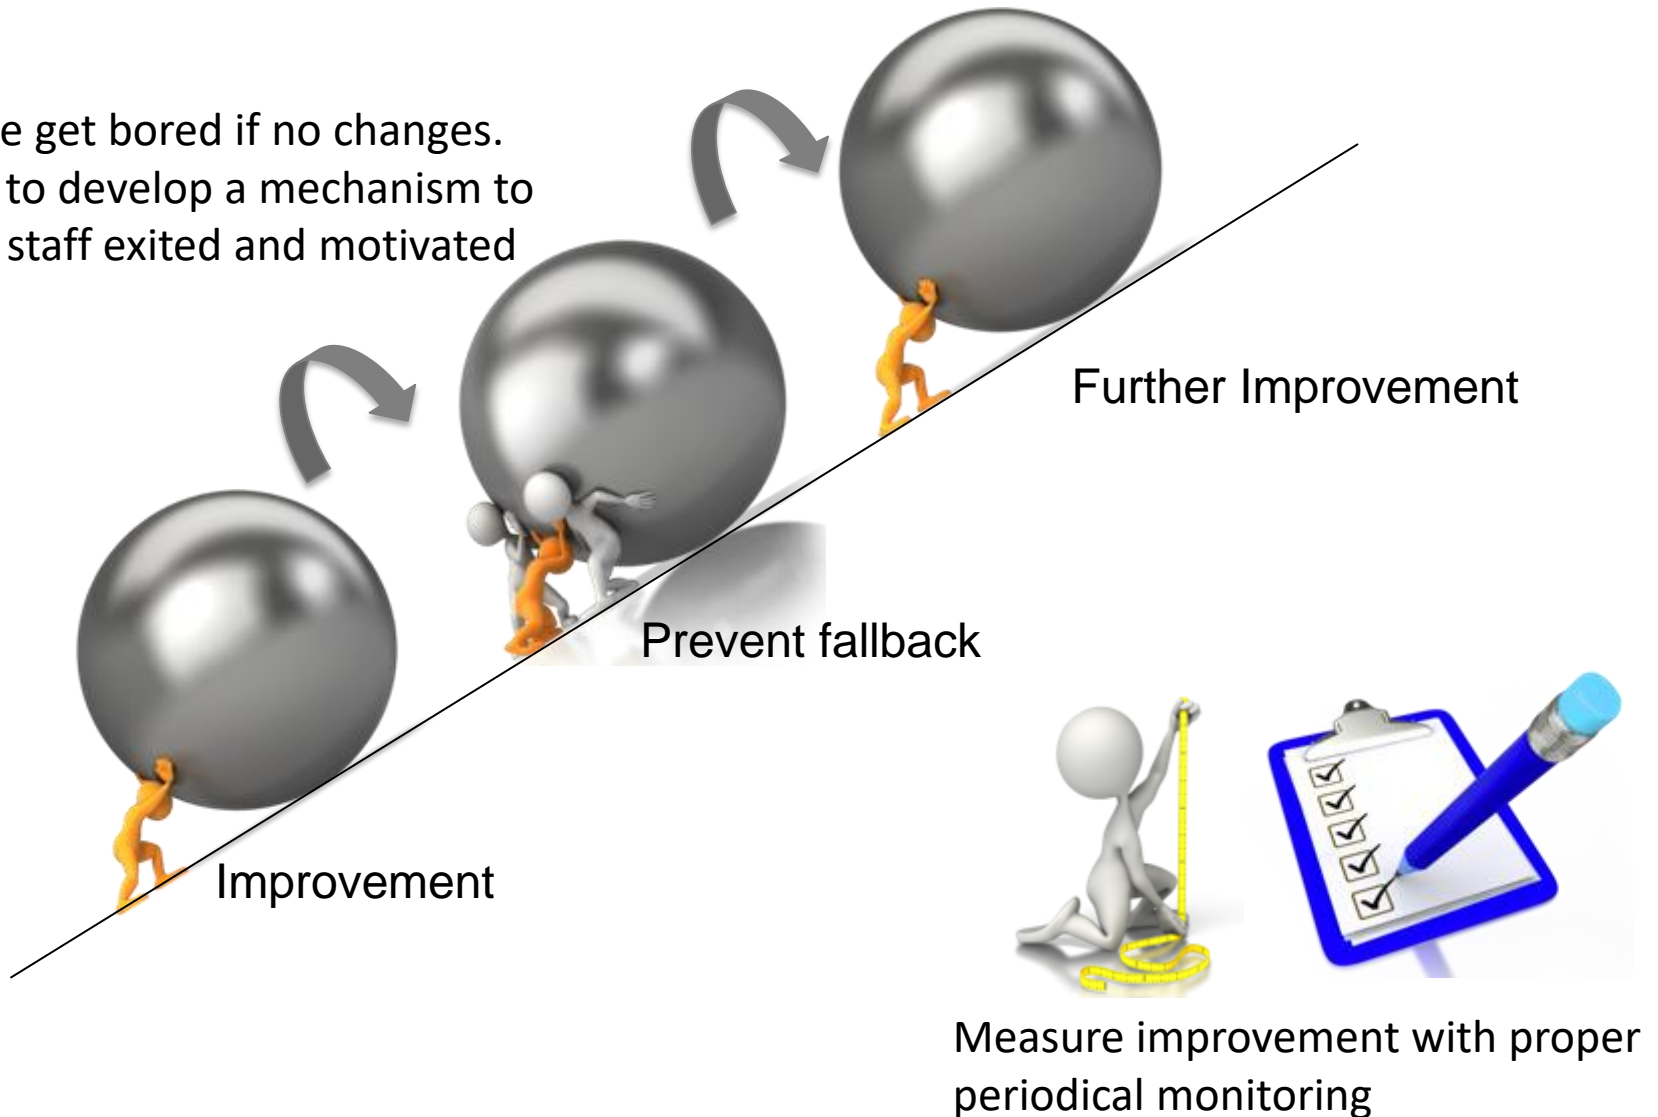 e get bored if no changes.
to develop a mechanism to
staff exited and motivated
Further Improvement
Prevent fallback
Improvement
Measure improvement with proper
periodical monitoring